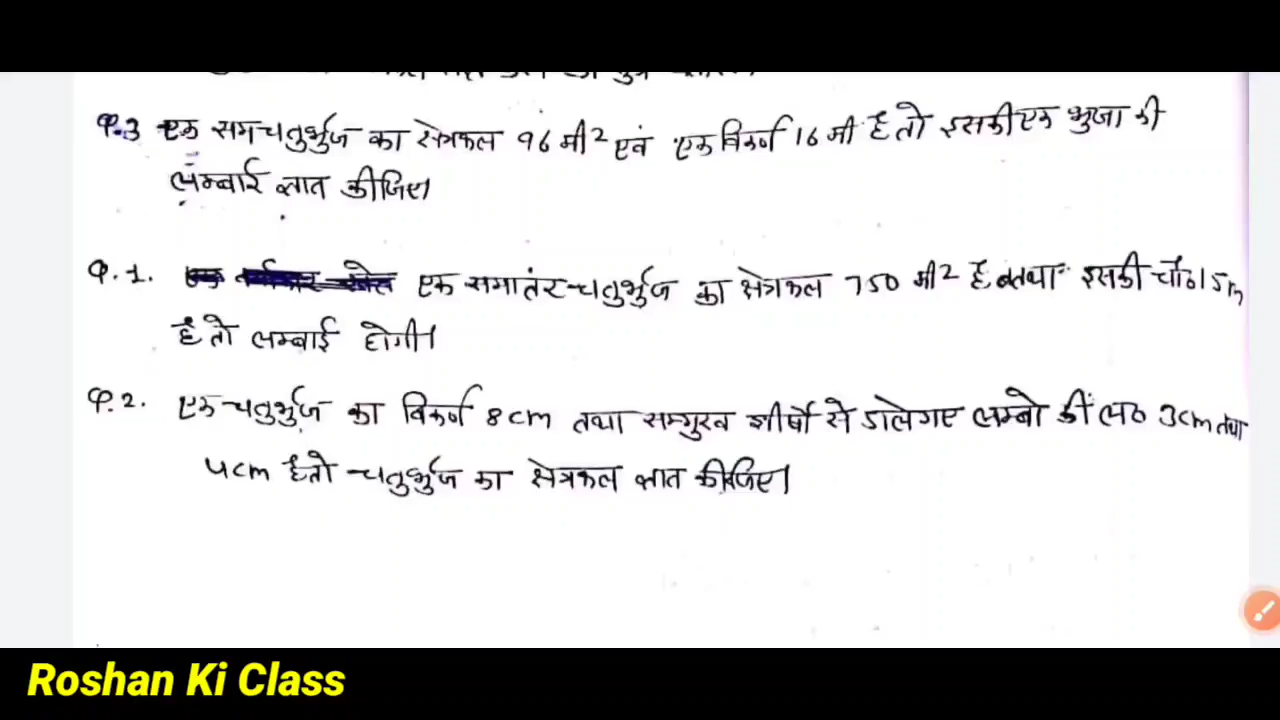 Q.3 एक समचतुर्भुज का क्षेत्रफल 96 मी² एवं एक विकर्ण 16 मी है तो इसकी एक भुजा की
लम्बाई ज्ञात कीजिए।
Q.1. एक समांतर चतुर्भुज का क्षेत्रफल 750 मी² है तथा इसकी चौ० 15m
है तो लम्बाई होगी।
Q.2. एक चतुर्भुज का विकर्ण 8cm तथा सम्मुख शीर्षों से डाले गए लम्बो की ल० 3cm तथा
4cm है तो चतुर्भुज का क्षेत्रफल ज्ञात कीजिए।
Roshan Ki Class